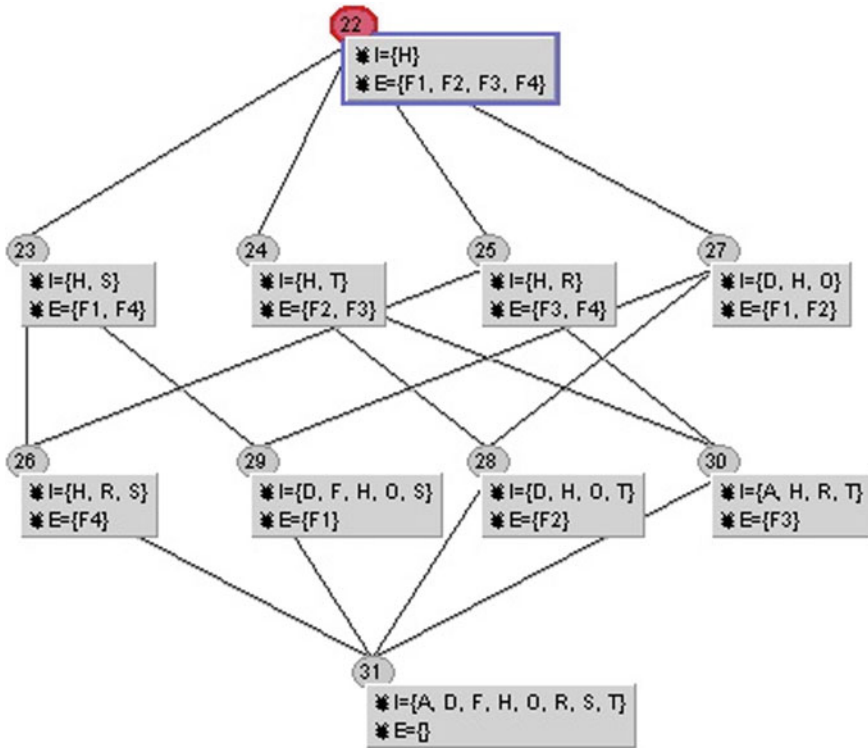 22
I={H}
E={F1, F2, F3, F4}
23
24
25
27
I={H, S}
E={F1, F4}
I={H, T}
E={F2, F3}
I={H, R}
E={F3, F4}
I={D, H, O}
E={F1, F2}
26
29
28
30
I={H, R, S}
E={F4}
I={D, F, H, O, S}
E={F1}
I={D, H, O, T}
E={F2}
I={A, H, R, T}
E={F3}
31
I={A, D, F, H, O, R, S, T}
E={}